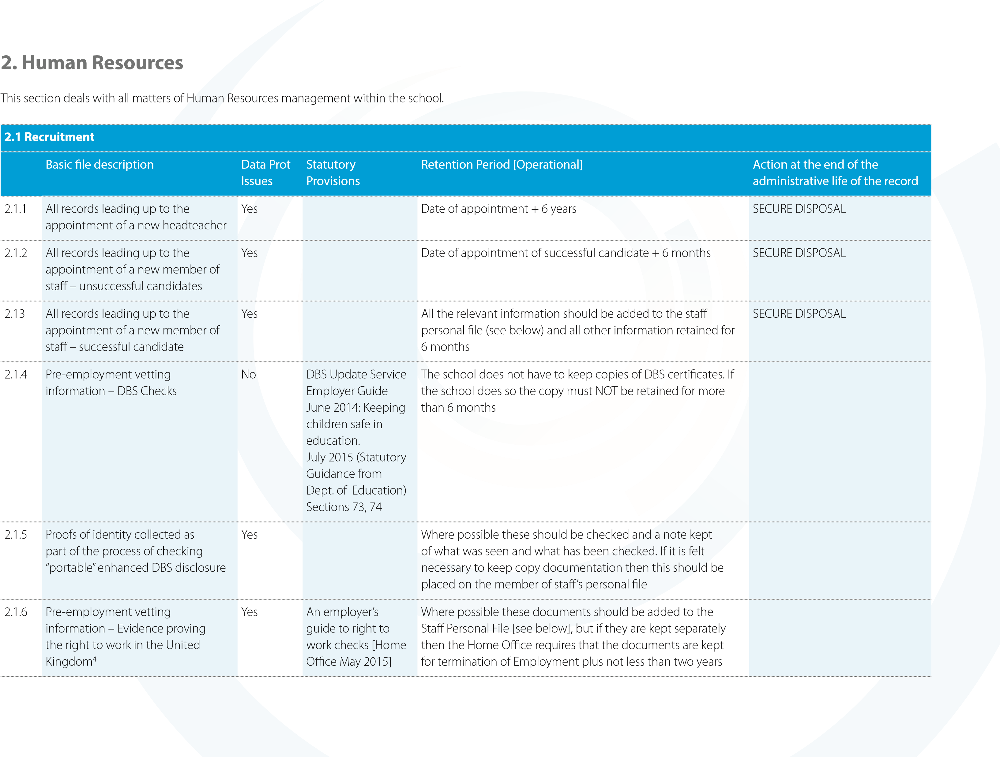 2. Human Resources
This section deals with all matters of Human Resources management within the school.
2.1 Recruitment
Basic file description
Data Prot
Issues
Statutory
Provisions
Retention Period [Operational]
Action at the end of the
administrative life of the record
2.1.1
All records leading up to the
appointment of a new headteacher
Yes
Date of appointment + 6 years
SECURE DISPOSAL
2.1.2
All records leading up to the
appointment of a new member of
staff – unsuccessful candidates
Yes
Date of appointment of successful candidate + 6 months
SECURE DISPOSAL
2.13
All records leading up to the
appointment of a new member of
staff – successful candidate
Yes
All the relevant information should be added to the staff
personal file (see below) and all other information retained for
6 months
SECURE DISPOSAL
2.1.4
Pre-employment vetting
information – DBS Checks
No
DBS Update Service
Employer Guide
June 2014: Keeping
children safe in
education.
July 2015 (Statutory
Guidance from
Dept. of Education)
Sections 73, 74
The school does not have to keep copies of DBS certificates. If
the school does so the copy must NOT be retained for more
than 6 months
2.1.5
Proofs of identity collected as
part of the process of checking
“portable” enhanced DBS disclosure
Yes
Where possible these should be checked and a note kept
of what was seen and what has been checked. If it is felt
necessary to keep copy documentation then this should be
placed on the member of staff’s personal file
2.1.6
Pre-employment vetting
information – Evidence proving
the right to work in the United
Kingdom⁴
Yes
An employer’s
guide to right to
work checks [Home
Office May 2015]
Where possible these documents should be added to the
Staff Personal File [see below], but if they are kept separately
then the Home Office requires that the documents are kept
for termination of Employment plus not less than two years